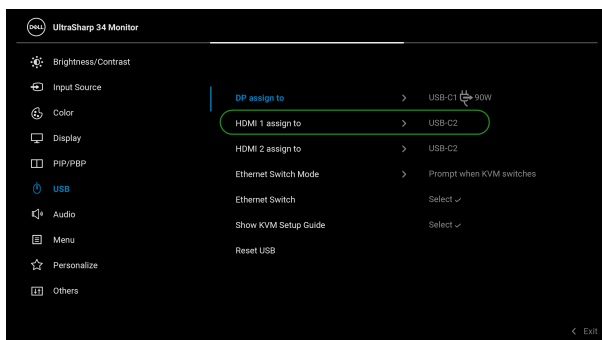 DELL UltraSharp 34 Monitor
Brightness/Contrast
Input Source
Color
Display
PIP/PBP
USB
Audio
Menu
Personalize
Others
DP assign to > USB-C1 90W
HDMI 1 assign to > USB-C2
HDMI 2 assign to > USB-C2
Ethernet Switch Mode > Prompt when KVM switches
Ethernet Switch Select ✓
Show KVM Setup Guide Select ✓
Reset USB
< Exit